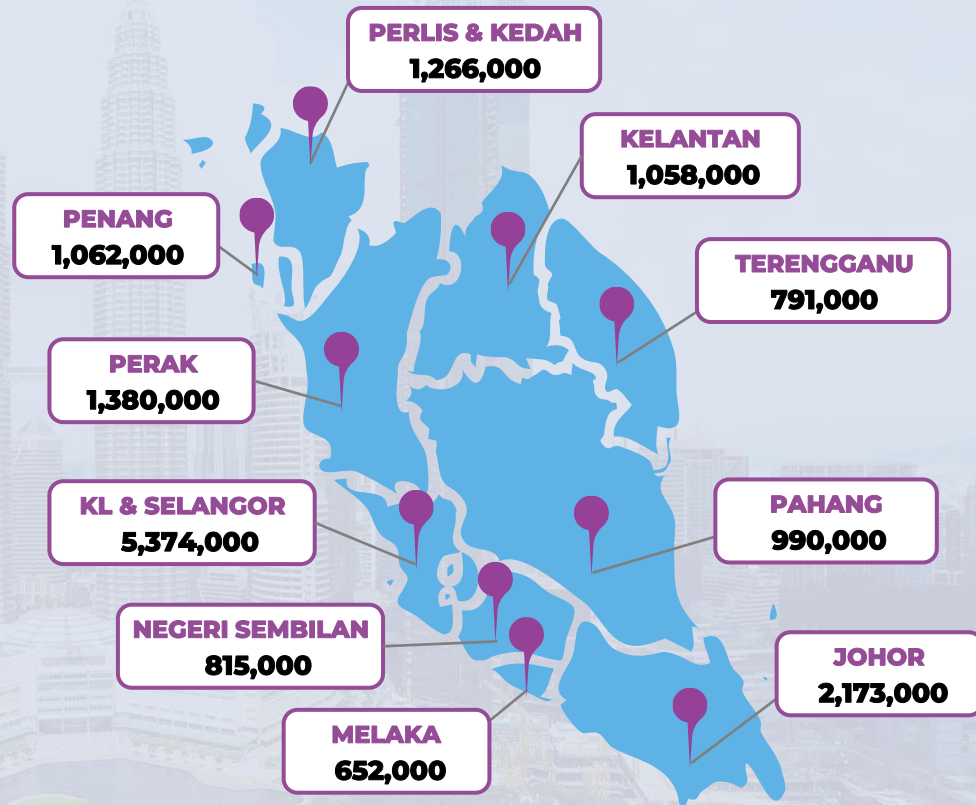 PERLIS & KEDAH
1,266,000
KELANTAN
1,058,000
PENANG
1,062,000
TERENGGANU
791,000
PERAK
1,380,000
KL & SELANGOR
5,374,000
PAHANG
990,000
NEGERI SEMBILAN
815,000
JOHOR
2,173,000
MELAKA
652,000